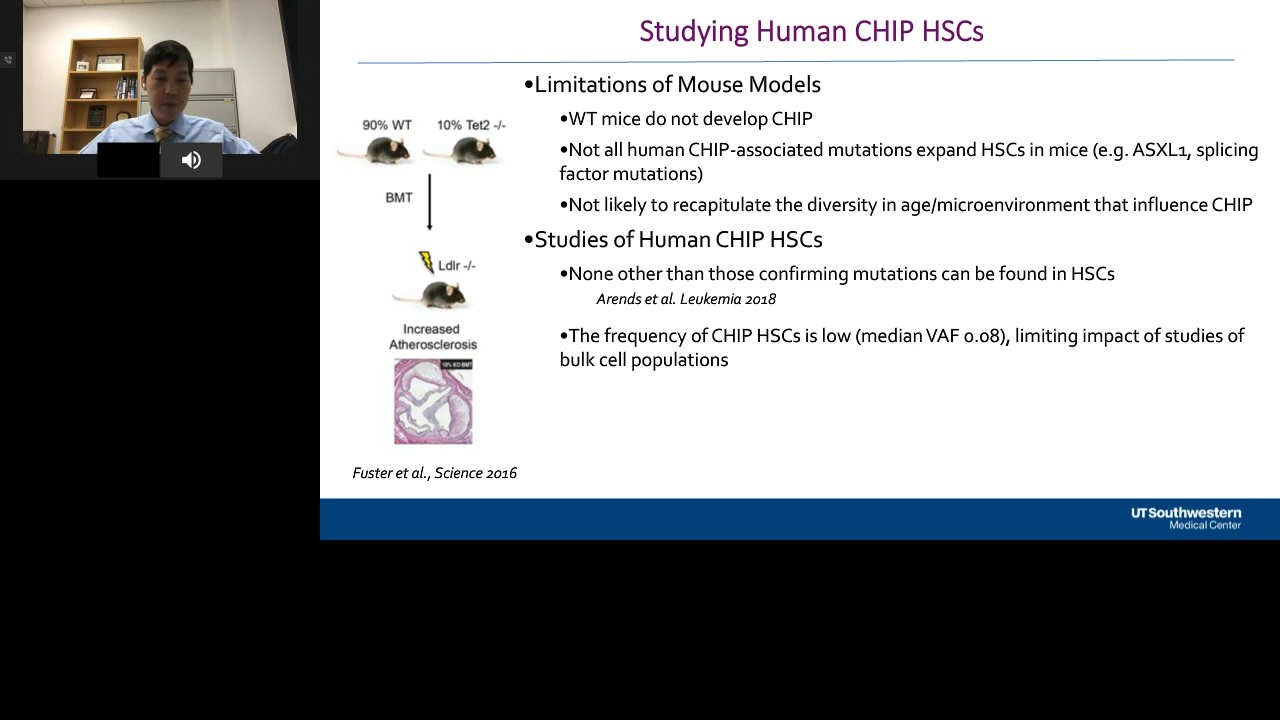 Studying Human CHIP HSCs
•Limitations of Mouse Models
•WT mice do not develop CHIP
•Not all human CHIP-associated mutations expand HSCs in mice (e.g. ASXL1, splicing
factor mutations)
•Not likely to recapitulate the diversity in age/microenvironment that influence CHIP
•Studies of Human CHIP HSCs
•None other than those confirming mutations can be found in HSCs
Arends et al. Leukemia 2018
•The frequency of CHIP HSCs is low (median VAF 0.08), limiting impact of studies of
bulk cell populations
90% WT 10% Tet2 -/-
BMT
Ldlr -/-
Increased
Atherosclerosis
10% KO BMT
Fuster et al., Science 2016
UT Southwestern
Medical Center